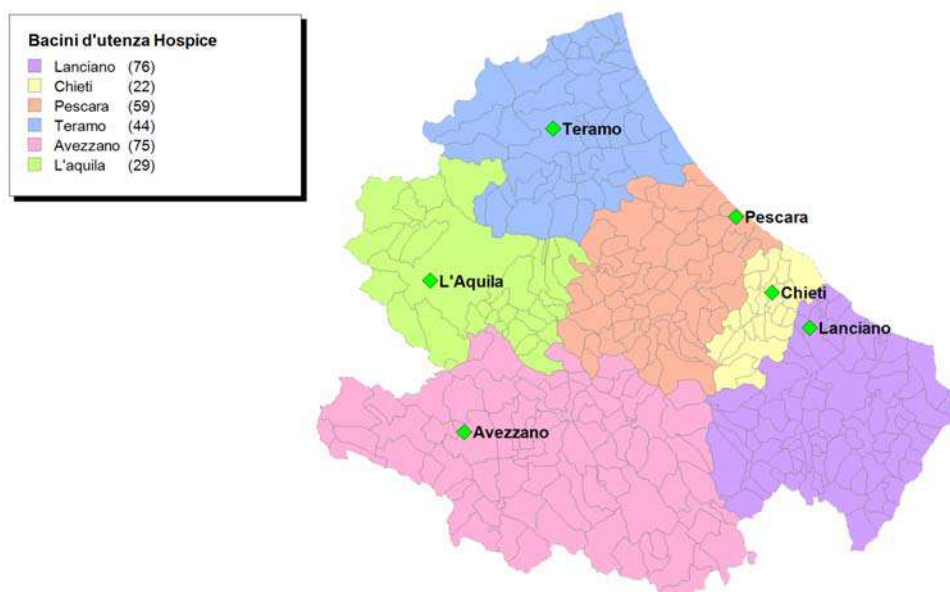 Bacini d'utenza Hospice
Lanciano (76)
Chieti (22)
Pescara (59)
Teramo (44)
Avezzano (75)
L'aquila (29)
Teramo
Pescara
L'Aquila
Chieti
Lanciano
Avezzano